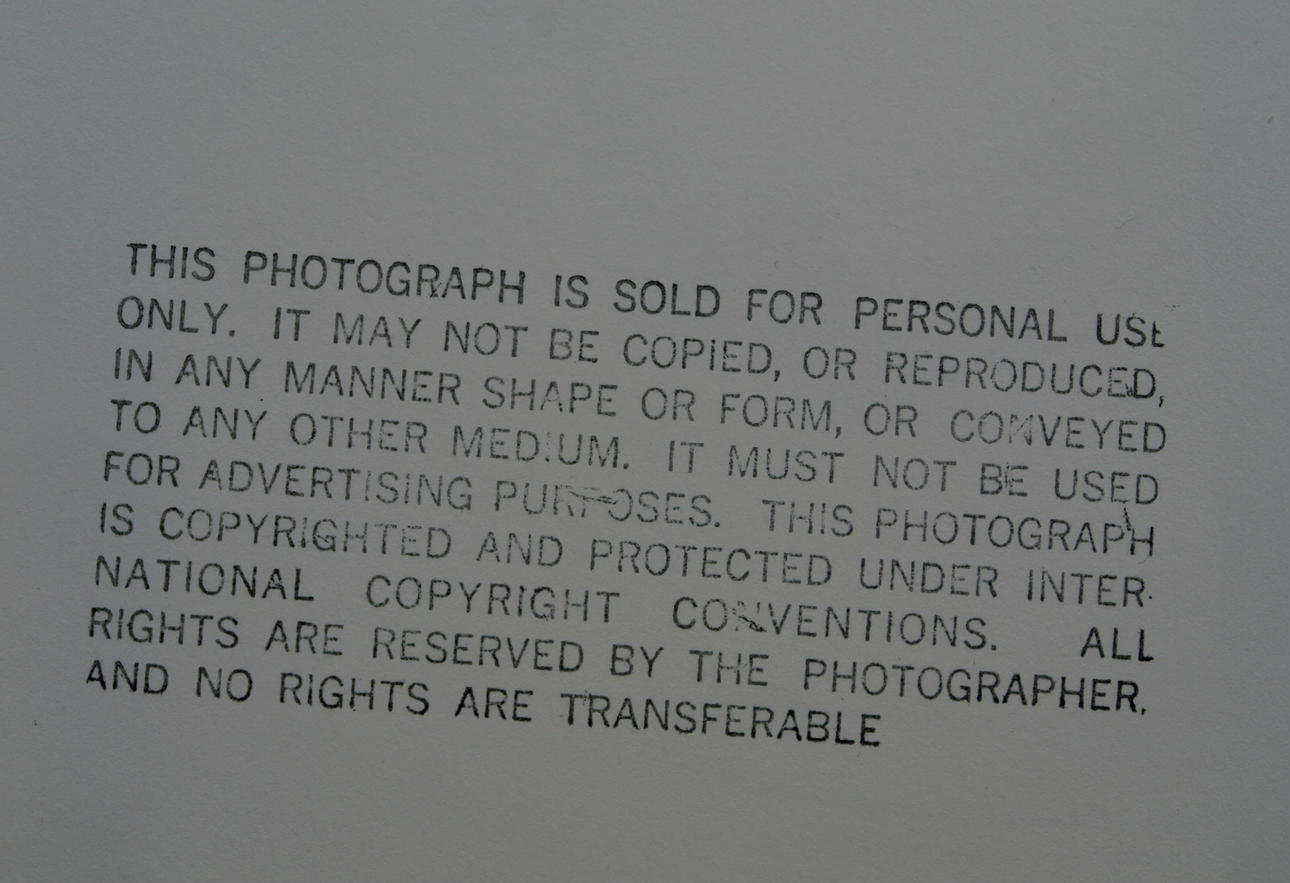 THIS PHOTOGRAPH IS SOLD FOR PERSONAL USE
ONLY. IT MAY NOT BE COPIED, OR REPRODUCED,
IN ANY MANNER SHAPE OR FORM, OR CONVEYED
TO ANY OTHER MEDIUM. IT MUST NOT BE USED
FOR ADVERTISING PURPOSES. THIS PHOTOGRAPH
IS COPYRIGHTED AND PROTECTED UNDER INTER-
NATIONAL COPYRIGHT CONVENTIONS. ALL
RIGHTS ARE RESERVED BY THE PHOTOGRAPHER,
AND NO RIGHTS ARE TRANSFERABLE